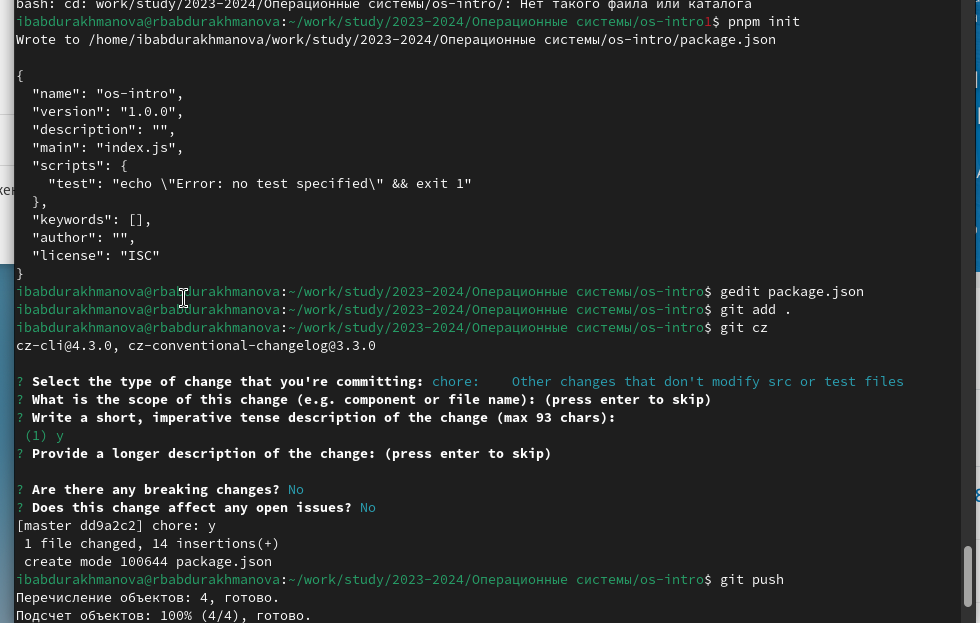 bash: cd: work/study/2023-2024/Операционные системы/os-intro/: Нет такого файла или каталога
ibabdurakhmanova@rbabdurakhmanova:~/work/study/2023-2024/Операционные системы/os-intro1$ pnpm init
Wrote to /home/ibabdurakhmanova/work/study/2023-2024/Операционные системы/os-intro/package.json
{
  "name": "os-intro",
  "version": "1.0.0",
  "description": "",
  "main": "index.js",
  "scripts": {
    "test": "echo \"Error: no test specified\" && exit 1"
  },
  "keywords": [],
  "author": "",
  "license": "ISC"
}
ibabdurakhmanova@rbabdurakhmanova:~/work/study/2023-2024/Операционные системы/os-intro$ gedit package.json
ibabdurakhmanova@rbabdurakhmanova:~/work/study/2023-2024/Операционные системы/os-intro$ git add .
ibabdurakhmanova@rbabdurakhmanova:~/work/study/2023-2024/Операционные системы/os-intro$ git cz
cz-cli@4.3.0, cz-conventional-changelog@3.3.0
? Select the type of change that you're committing: chore:    Other changes that don't modify src or test files
? What is the scope of this change (e.g. component or file name): (press enter to skip)
? Write a short, imperative tense description of the change (max 93 chars):
 (1) y
? Provide a longer description of the change: (press enter to skip)
? Are there any breaking changes? No
? Does this change affect any open issues? No
[master dd9a2c2] chore: y
 1 file changed, 14 insertions(+)
 create mode 100644 package.json
ibabdurakhmanova@rbabdurakhmanova:~/work/study/2023-2024/Операционные системы/os-intro$ git push
Перечисление объектов: 4, готово.
Подсчет объектов: 100% (4/4), готово.